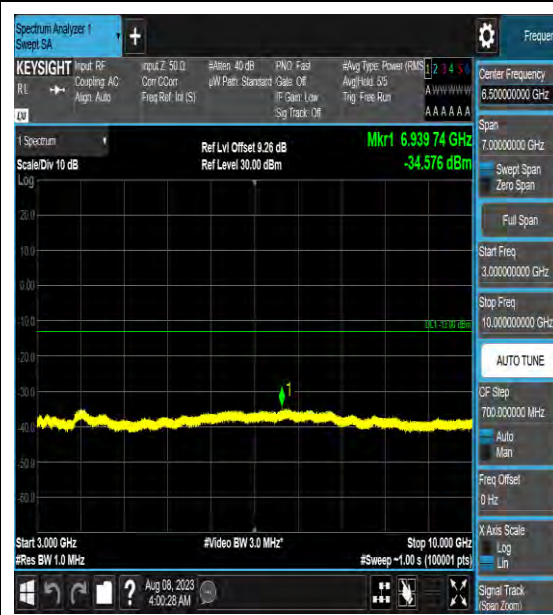 Spectrum Analyzer 1
Swept SA
Frequen
KEYSIGHT
RL
Input: RF
Coupling: AC
Align: Auto
Input Z: 50 Ω
Corr CCorr
Freq Ref: Int (S)
#Atten: 40 dB
µW Path: Standard
PNO: Fast
Gate: Off
IF Gain: Low
Sig Track: Off
#Avg Type: Power (RMS
Avg|Hold: 5/5
Trig: Free Run
1 2 3 4 5 6
A W W W W W
A A A A A A
LV
1 Spectrum
Scale/Div 10 dB
Log
Ref Lvl Offset 9.26 dB
Ref Level 30.00 dBm
Mkr1 6.939 74 GHz
-34.576 dBm
20.0
10.0
0.00
-10.0
-20.0
-30.0
-40.0
-50.0
-60.0
DL1 -13.00 dBm
1
Start 3.000 GHz
#Res BW 1.0 MHz
#Video BW 3.0 MHz*
Stop 10.000 GHz
#Sweep ~1.00 s (100001 pts)
?
Aug 08, 2023
4:00:28 AM
Center Frequency
6.500000000 GHz
Span
7.00000000 GHz
Swept Span
Zero Span
Full Span
Start Freq
3.000000000 GHz
Stop Freq
10.000000000 GHz
AUTO TUNE
CF Step
700.000000 MHz
Auto
Man
Freq Offset
0 Hz
X Axis Scale
Log
Lin
Signal Track
(Span Zoom)